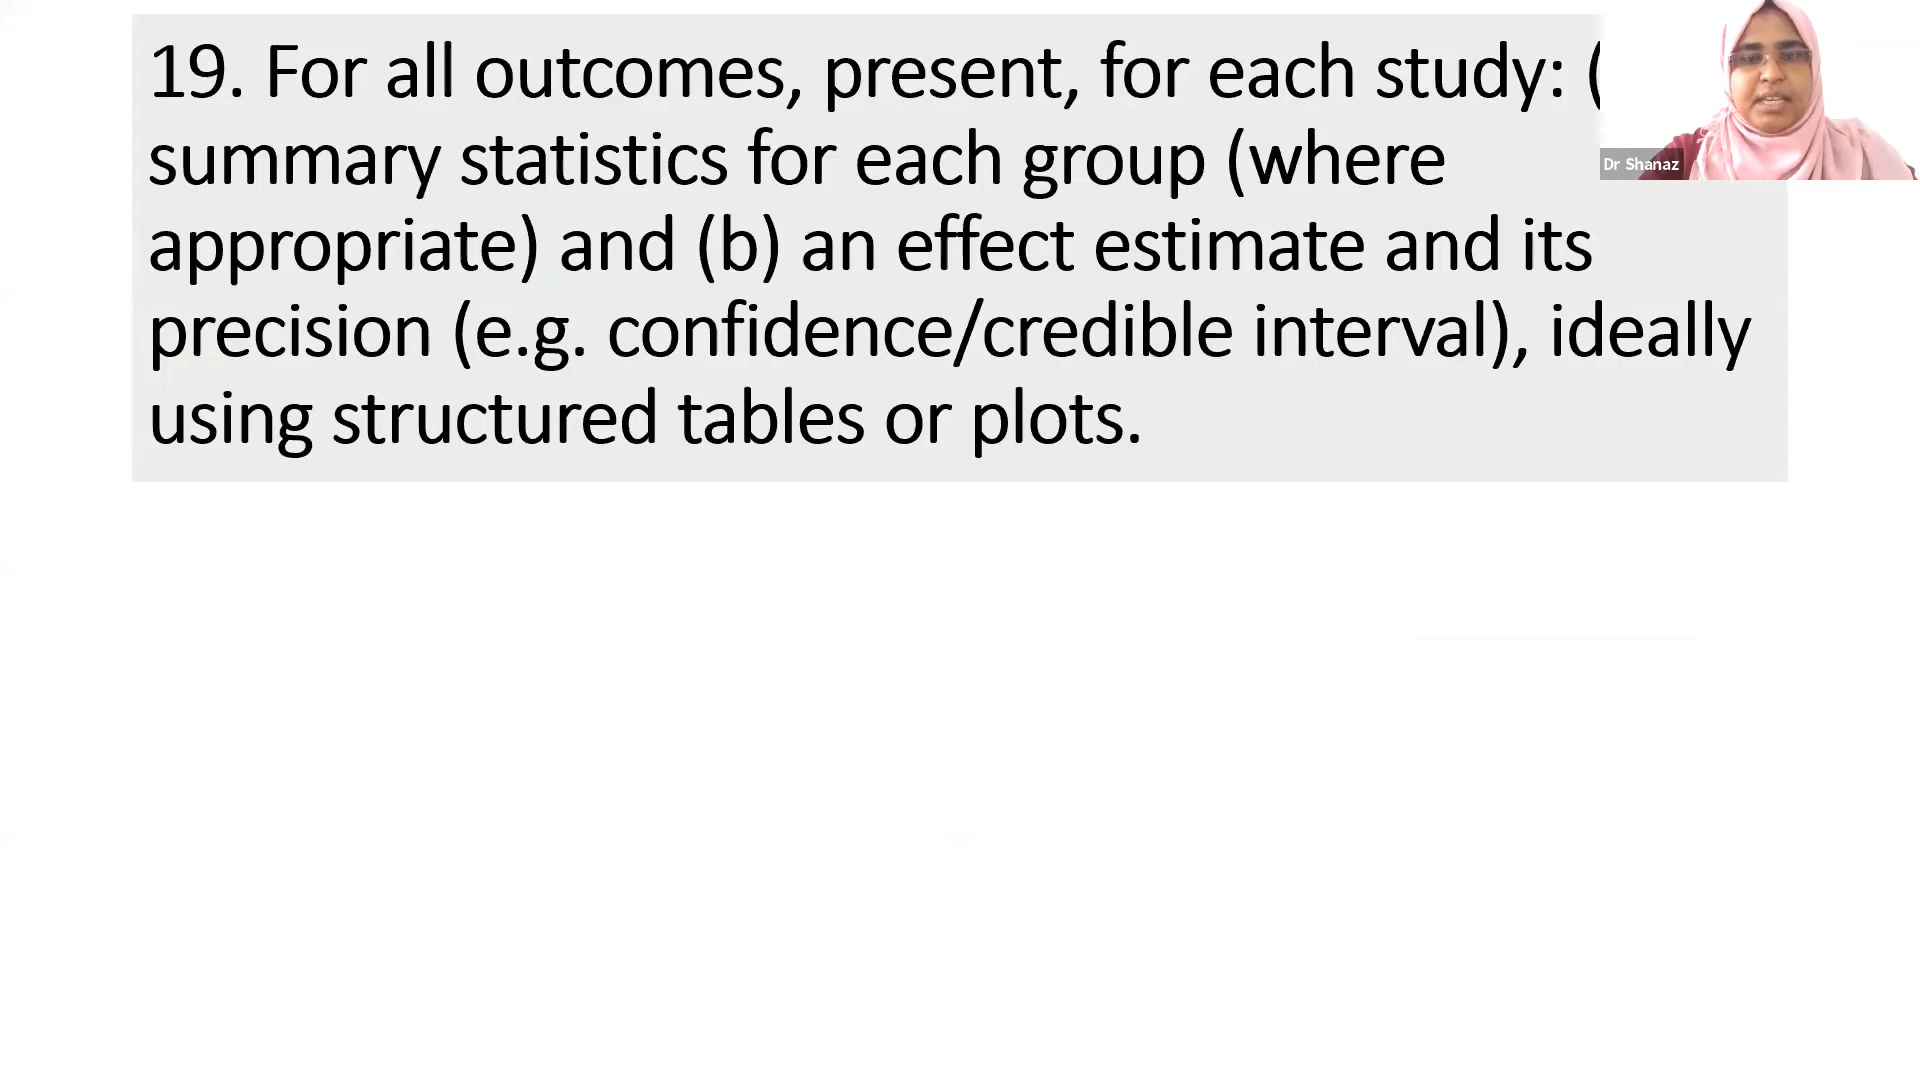 19. For all outcomes, present, for each study: (
summary statistics for each group (where
appropriate) and (b) an effect estimate and its
precision (e.g. confidence/credible interval), ideally
using structured tables or plots.
Dr Shanaz